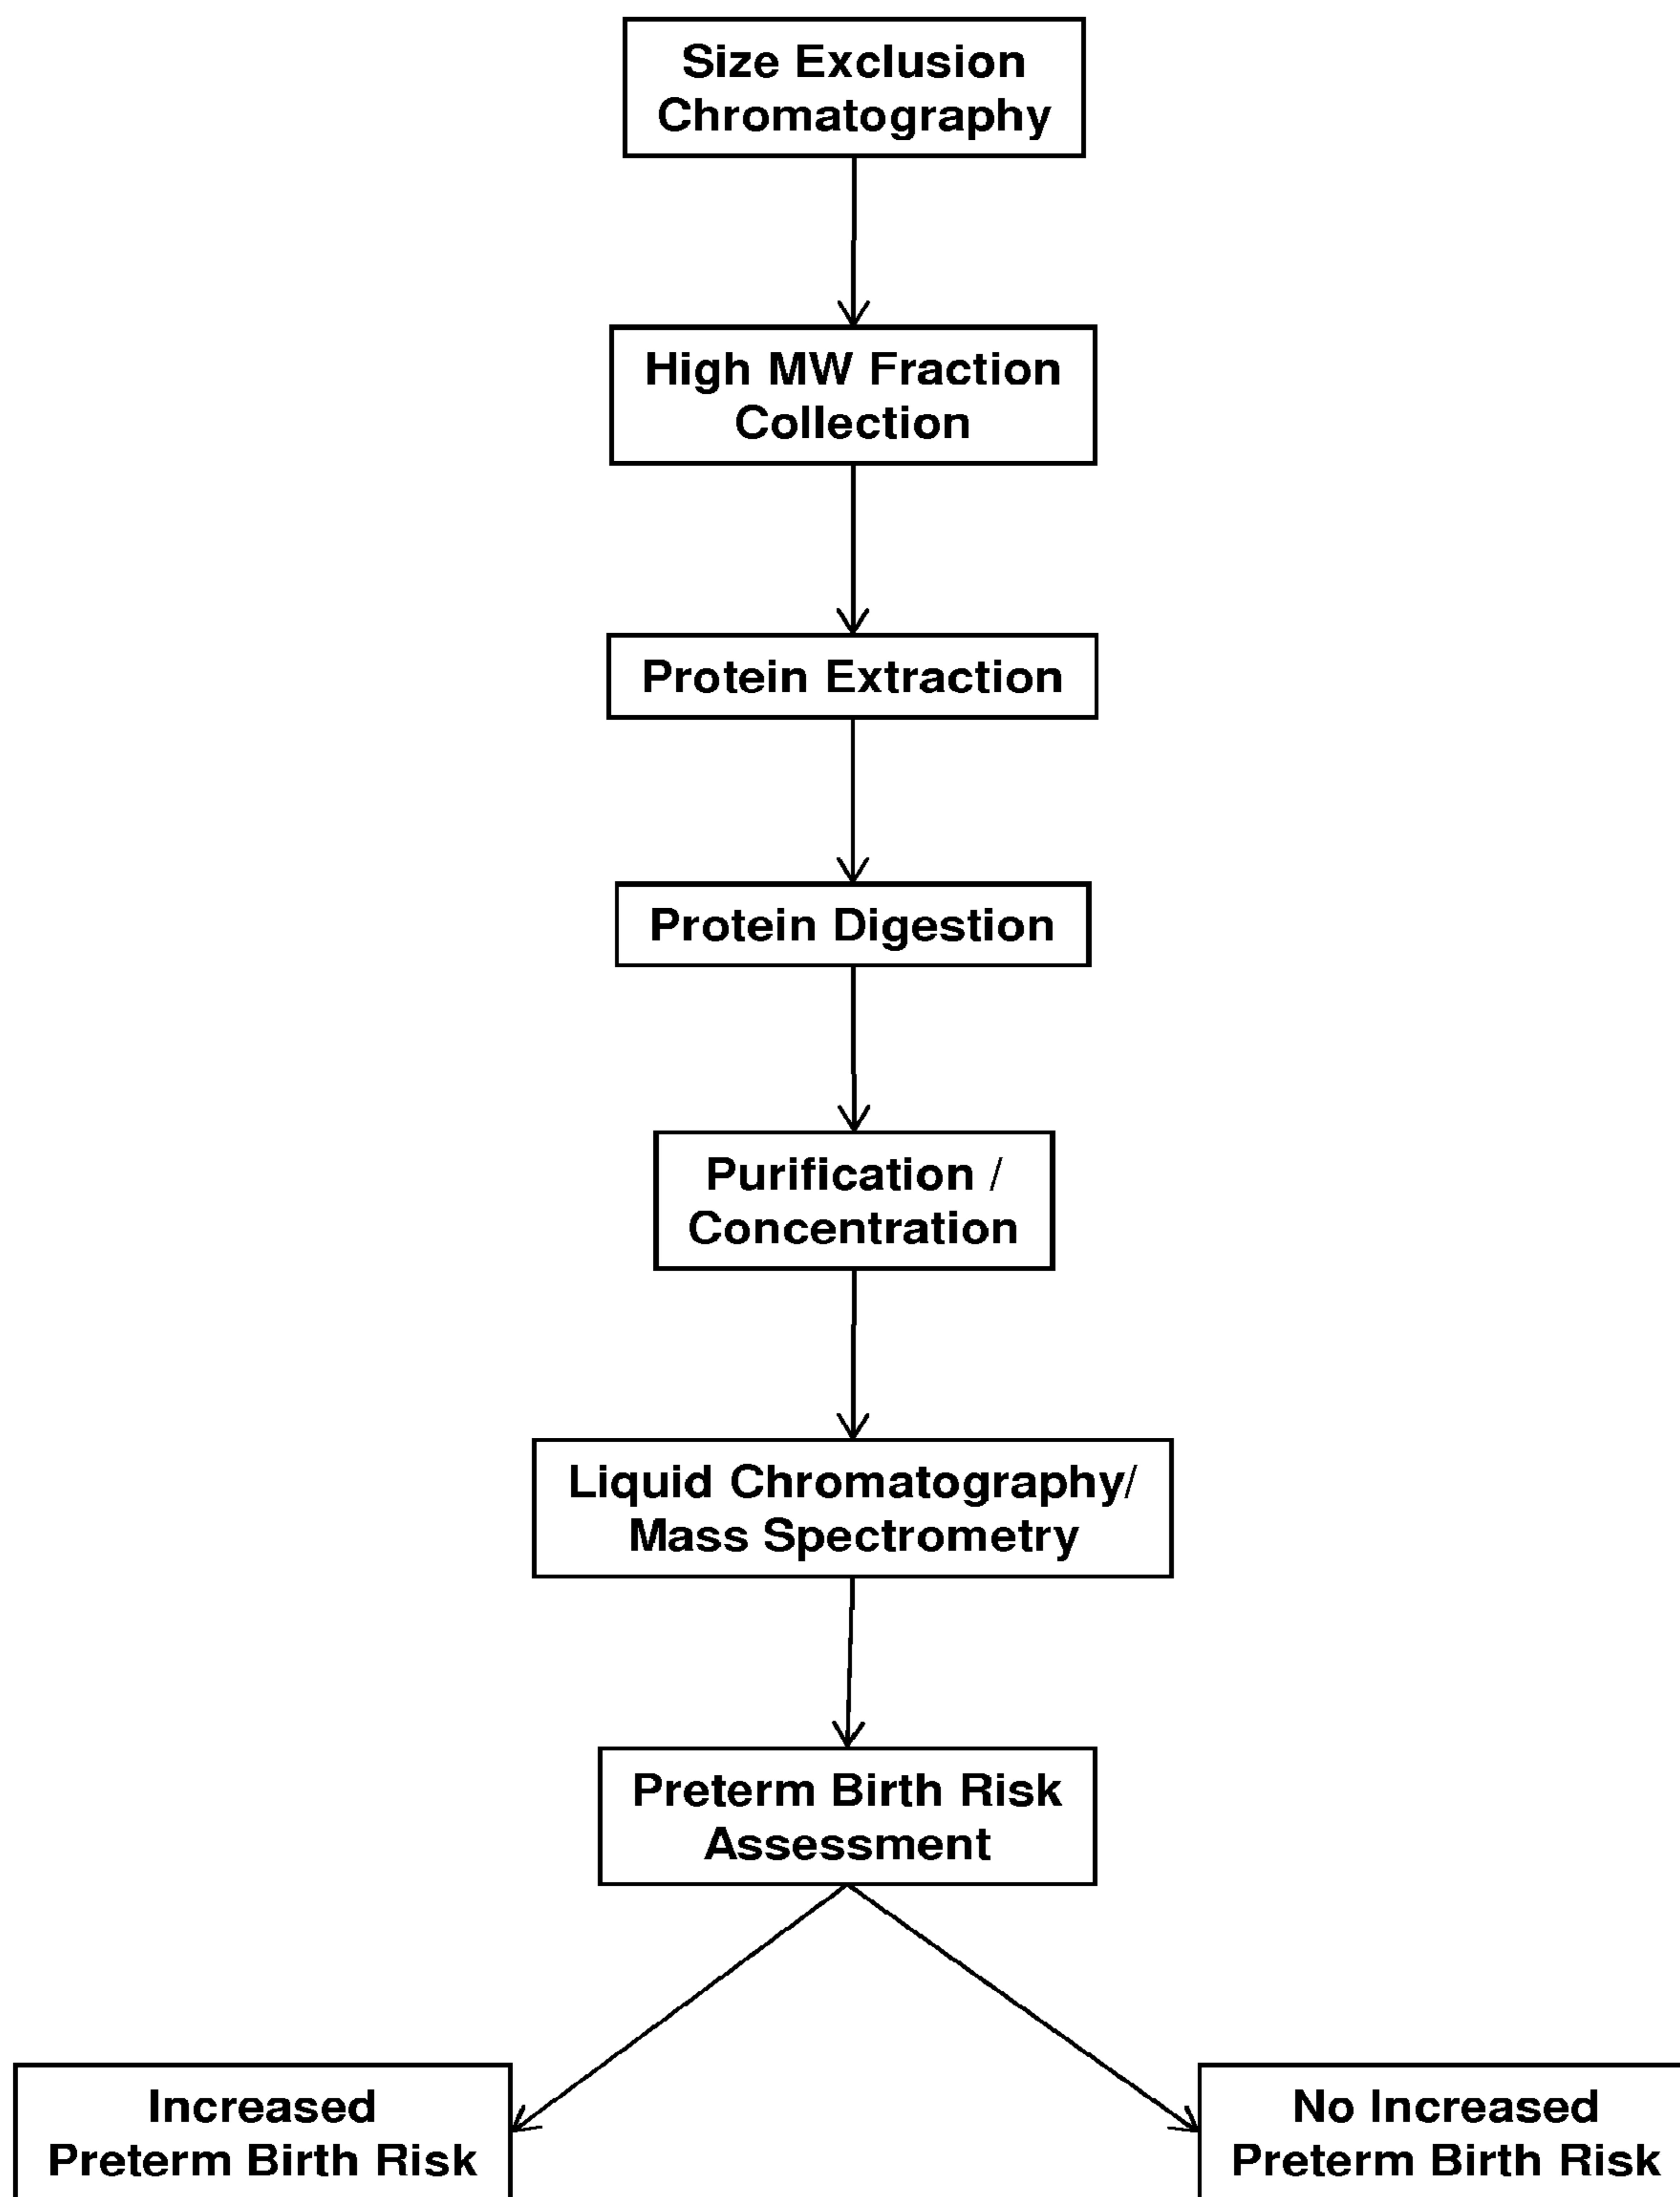 Size Exclusion
Chromatography
High MW Fraction
Collection
Protein Extraction
Protein Digestion
Purification /
Concentration
Liquid Chromatography/
Mass Spectrometry
Preterm Birth Risk
Assessment
Increased
Preterm Birth Risk
No Increased
Preterm Birth Risk